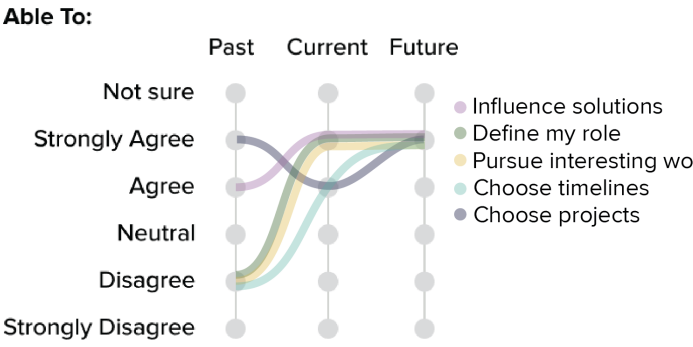 Able To:
Past Current Future
Not sure
Strongly Agree
Agree
Neutral
Disagree
Strongly Disagree
Influence solutions
Define my role
Pursue interesting wo
Choose timelines
Choose projects